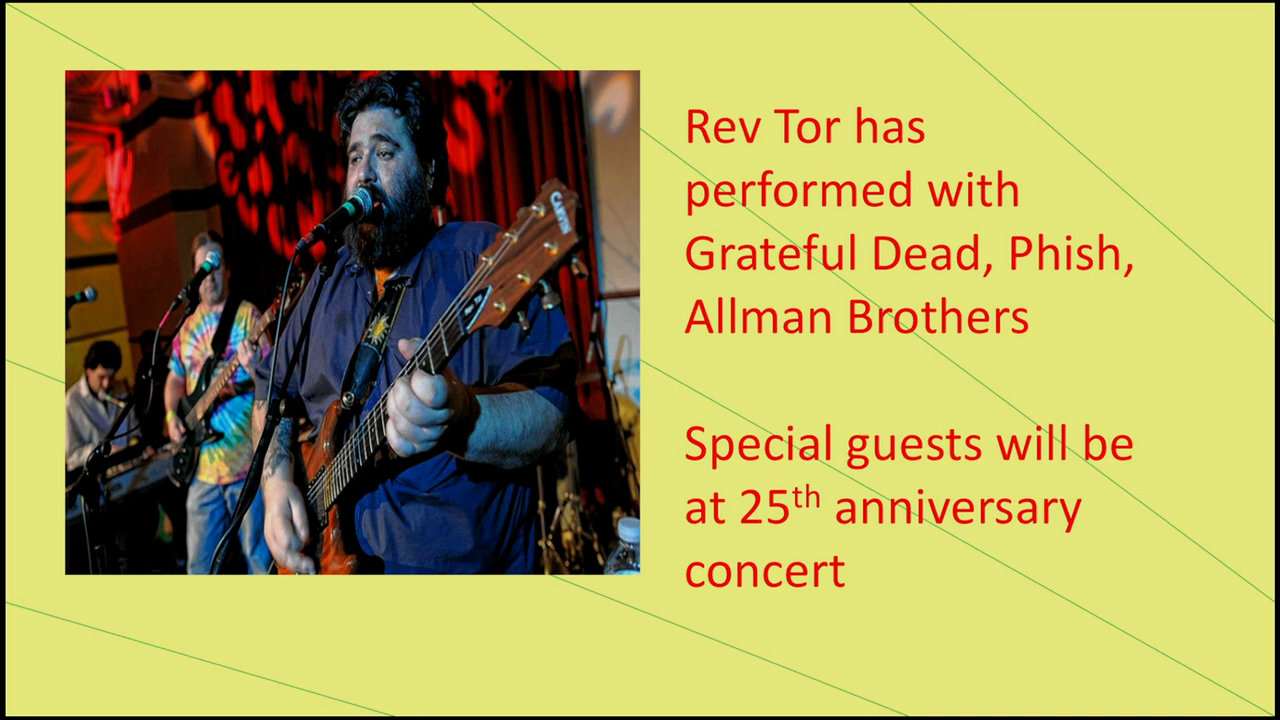 Rev Tor has
performed with
Grateful Dead, Phish,
Allman Brothers
Special guests will be
at 25th anniversary
concert